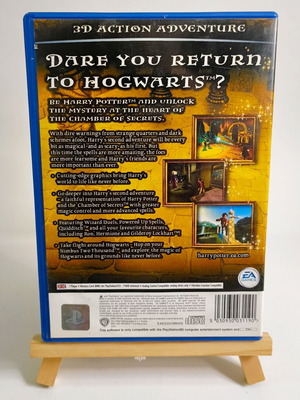 3D ACTION ADVENTURE
DARE YOU RETURN
TO HOGWARTS™?
BE HARRY POTTER™ AND UNLOCK
THE MYSTERY AT THE HEART OF
THE CHAMBER OF SECRETS.
With dire warnings from strange quarters and dark
schemes afoot, Harry's second adventure will be every
bit as magical - and as scary - as his first. But
this time the spells are more amazing, the foes
are more fearsome and Harry's friends are
more important than ever.
Cutting-edge graphics bring Harry's
world to life like never before.
Go deeper into Harry's second adventure
- a faithful representation of Harry Potter
and the Chamber of Secrets™ with greater
magic control and more advanced spells.
Featuring Wizard Duels, Powered Up Spells,
Quidditch™ and all your favourite characters,
including Ron, Hermione and Gilderoy Lockhart™.
Take flight around Hogwarts - Hop on your
Nimbus Two Thousand™ and explore the magic of
Hogwarts and its grounds like never before.
harrypotter.ea.com
EA GAMES
5 030930 031190